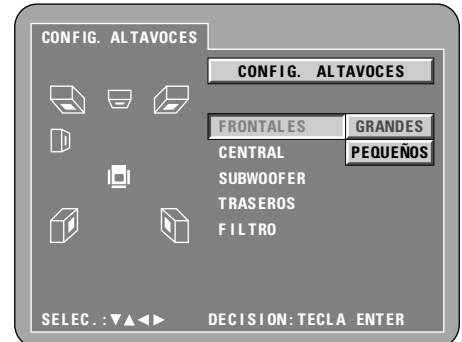 CONFIG. ALTAVOCES
CONFIG. ALTAVOCES
FRONTALES GRANDES
CENTRAL PEQUEÑOS
SUBWOOFER
TRASEROS
FILTRO
SELEC.:▼▲◄► DECISION:TECLA ENTER